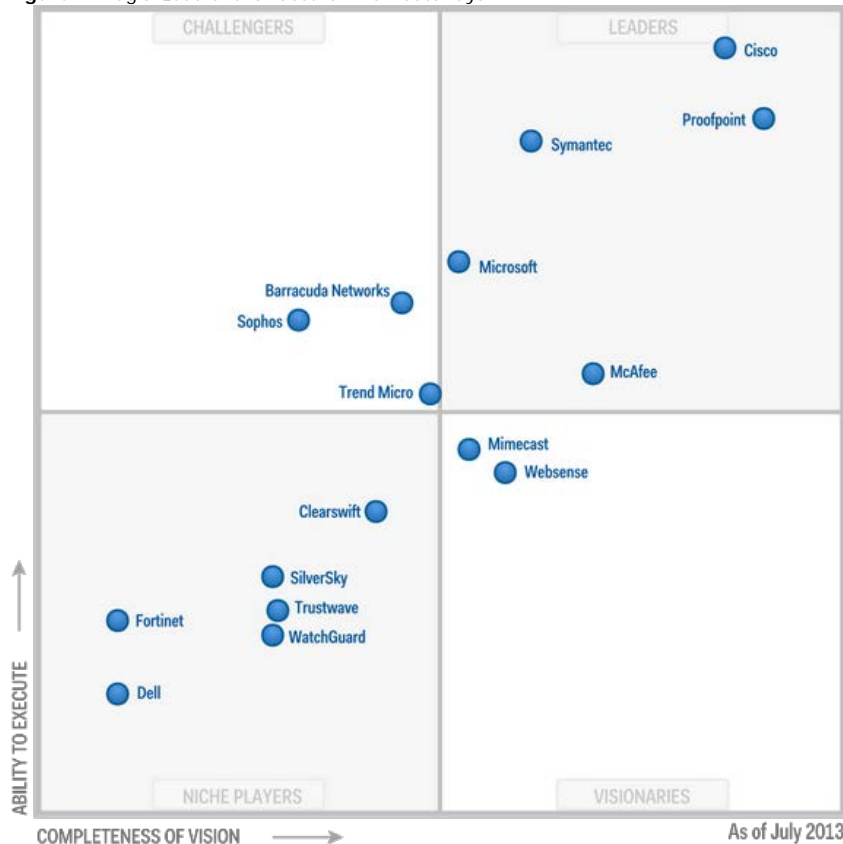 CHALLENGERS
LEADERS
Cisco
Proofpoint
Symantec
Microsoft
Barracuda Networks
Sophos
McAfee
Trend Micro
Mimecast
Websense
Clearswift
SilverSky
Trustwave
Fortinet
WatchGuard
Dell
ABILITY TO EXECUTE
NICHE PLAYERS
VISIONARIES
COMPLETENESS OF VISION
As of July 2013